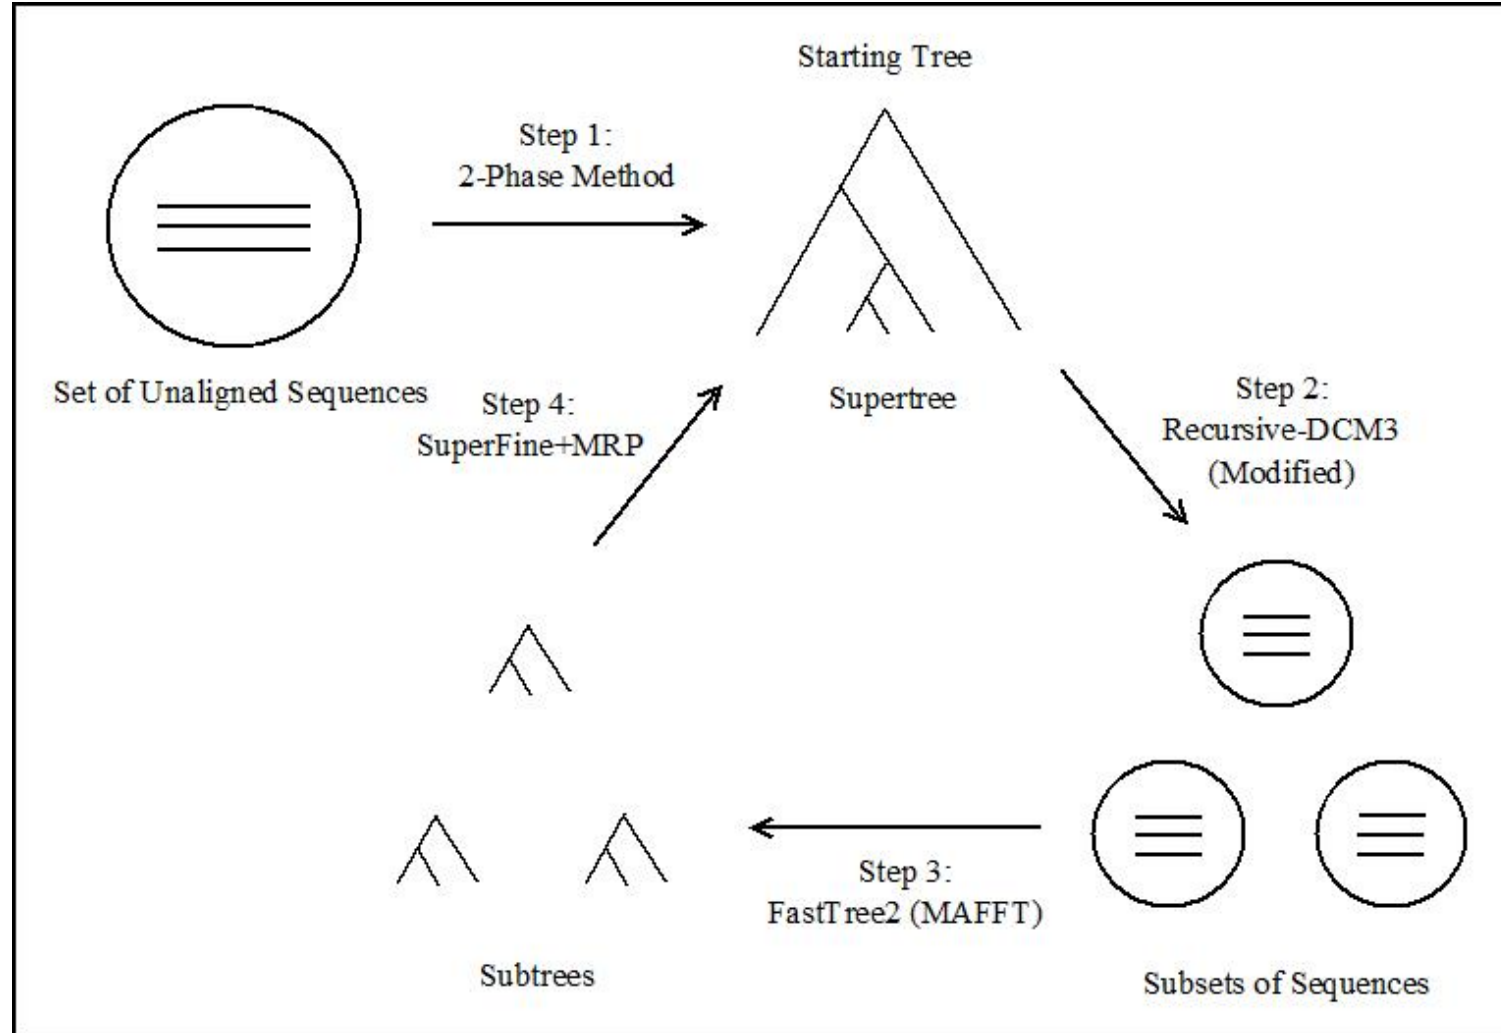 Starting Tree
Step 1:
2-Phase Method
Set of Unaligned Sequences
Supertree
Step 2:
Recursive-DCM3
(Modified)
Step 4:
SuperFine+MRP
Step 3:
FastTree2 (MAFFT)
Subtrees
Subsets of Sequences